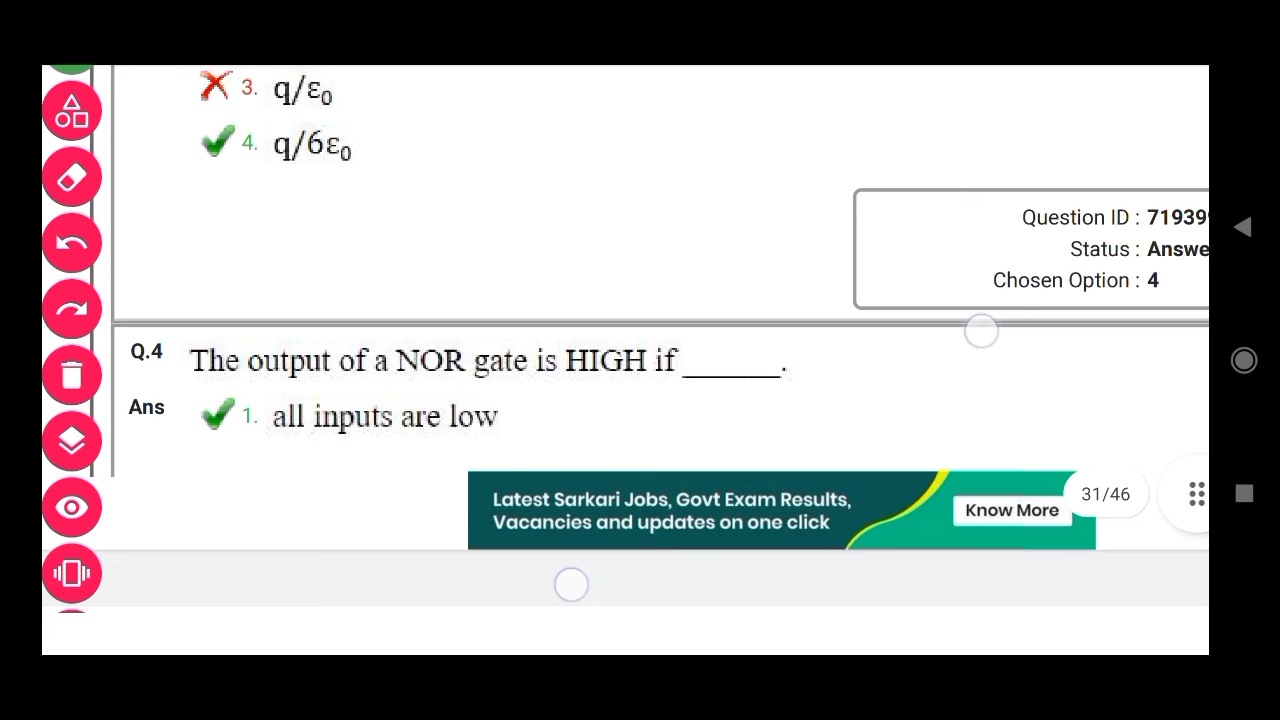 3. q/ε₀
4. q/6ε₀
Question ID : 71939
Status : Answe
Chosen Option : 4
Q.4 The output of a NOR gate is HIGH if ______.
Ans 1. all inputs are low
Latest Sarkari Jobs, Govt Exam Results,
Vacancies and updates on one click
Know More
31/46